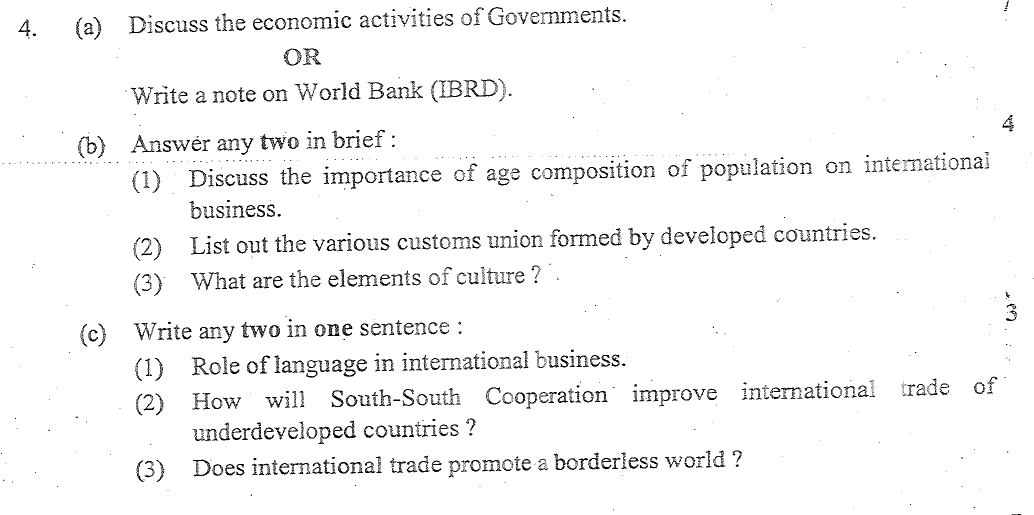 4. (a) Discuss the economic activities of Governments.
OR
Write a note on World Bank (IBRD).
(b) Answer any two in brief : 4
(1) Discuss the importance of age composition of population on international
business.
(2) List out the various customs union formed by developed countries.
(3) What are the elements of culture ?
(c) Write any two in one sentence : 3
(1) Role of language in international business.
(2) How will South-South Cooperation improve international trade of
underdeveloped countries ?
(3) Does international trade promote a borderless world ?